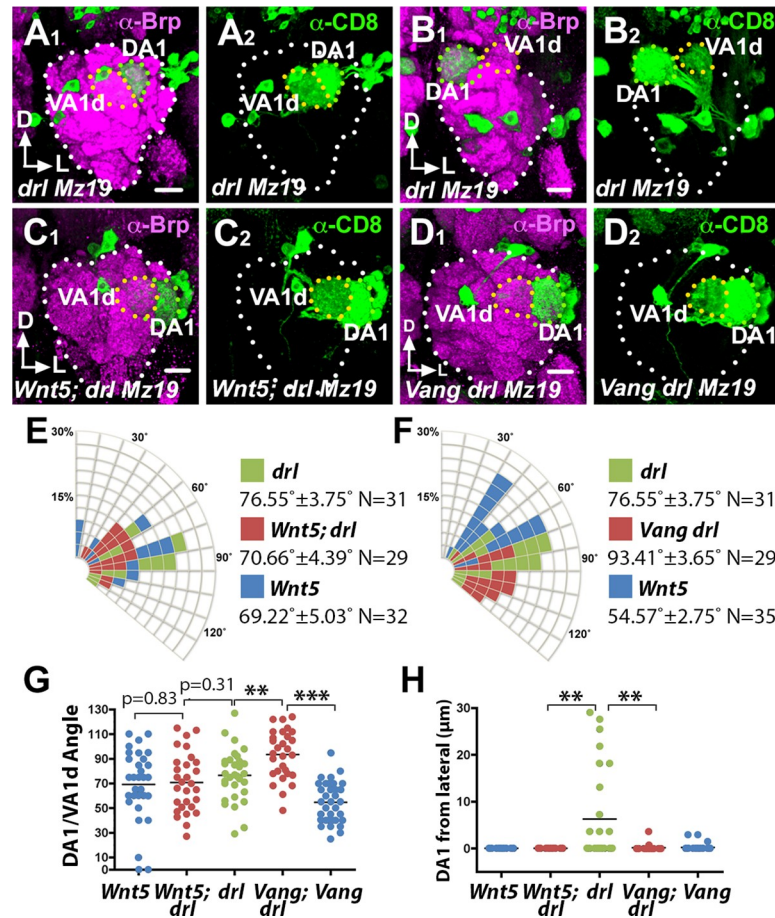 A1 α-Brp
DA1
VA1d
D
L
drl Mz19
A2 α-CD8
DA1
VA1d
drl Mz19
B1 α-Brp
VA1d
DA1
D
L
drl Mz19
B2 α-CD8
VA1d
DA1
drl Mz19
C1 α-Brp
VA1d
DA1
D
L
Wnt5; drl Mz19
C2 α-CD8
VA1d
DA1
Wnt5; drl Mz19
D1 α-Brp
VA1d
DA1
D
L
Vang drl Mz19
D2 α-CD8
VA1d
DA1
Vang drl Mz19
E
30%
15%
30°
60°
90°
120°
drl
76.55°±3.75° N=31
Wnt5; drl
70.66°±4.39° N=29
Wnt5
69.22°±5.03° N=32
F
30%
15%
30°
60°
90°
120°
drl
76.55°±3.75° N=31
Vang drl
93.41°±3.65° N=29
Wnt5
54.57°±2.75° N=35
G
p=0.83 p=0.31 ** ***
DA1/VA1d Angle
130
110
90
70
50
30
10
0
Wnt5 Wnt5; drl drl Vang; drl Vang
H
** **
DA1 from lateral (μm)
30
20
10
0
Wnt5 Wnt5; drl drl Vang; drl Vang